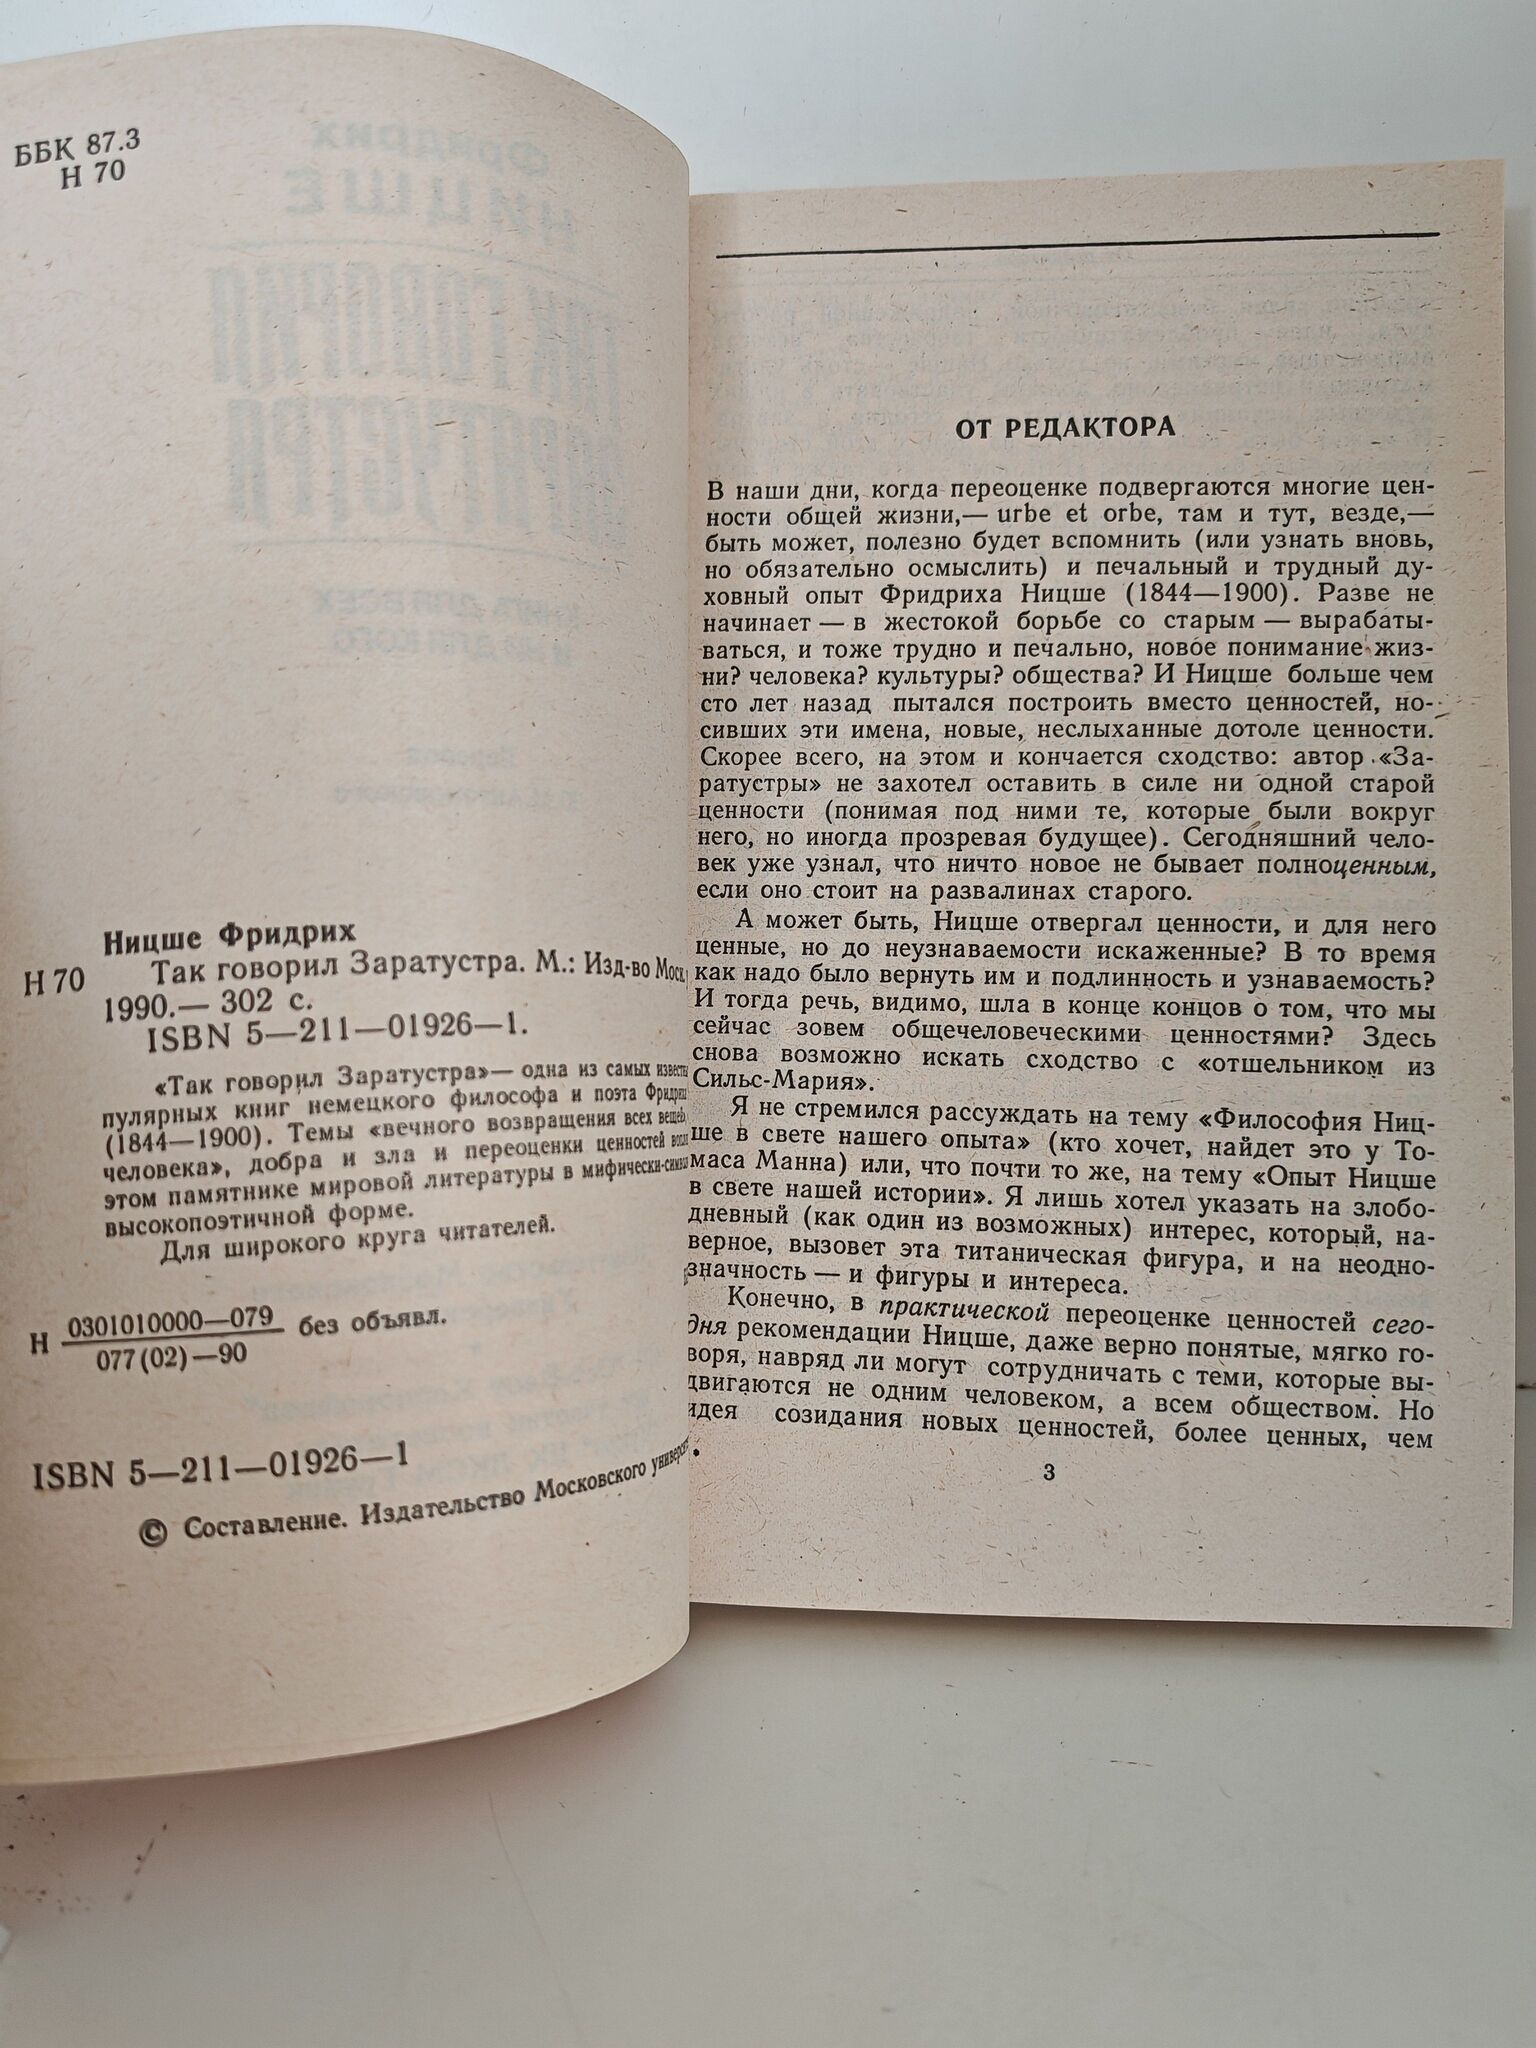 ББК 87.3
Н 70
Ницше Фридрих
Н 70 Так говорил Заратустра. М.: Изд-во Моск.
1990.— 302 с.
ISBN 5—211—01926—1.
«Так говорил Заратустра»— одна из самых
пулярных книг немецкого философа и поэта
(1844—1900). Темы «вечного возвращения всех вещей,
человека», добра и зла и переоценки ценностей
этом памятнике мировой литературы в
высокопоэтичной форме.
Для широкого круга читателей.
Н 0301010000—079 без объявл.
077(02)—90
ISBN 5—211—01926—1
© Составление. Издательство Московского
ОТ РЕДАКТОРА
В наши дни, когда переоценке подвергаются многие цен-
ности общей жизни,— urbe et orbe, там и тут, везде,—
быть может, полезно будет вспомнить (или узнать вновь,
но обязательно осмыслить) и печальный и трудный ду-
ховный опыт Фридриха Ницше (1844—1900). Разве не
начинает — в жестокой борьбе со старым — вырабаты-
ваться, и тоже трудно и печально, новое понимание жиз-
ни? человека? культуры? общества? И Ницше больше чем
сто лет назад пытался построить вместо ценностей, но-
сивших эти имена, новые, неслыханные дотоле ценности.
Скорее всего, на этом и кончается сходство: автор «За-
ратустры» не захотел оставить в силе ни одной старой
ценности (понимая под ними те, которые были вокруг
него, но иногда прозревая будущее). Сегодняшний чело-
век уже узнал, что ничто новое не бывает полноценным,
если оно стоит на развалинах старого.
А может быть, Ницше отвергал ценности, и для него
ценные, но до неузнаваемости искаженные? В то время
как надо было вернуть им и подлинность и узнаваемость?
И тогда речь, видимо, шла в конце концов о том, что мы
сейчас зовем общечеловеческими ценностями? Здесь
снова возможно искать сходство с «отшельником из
Сильс-Мария».
Я не стремился рассуждать на тему «Философия Ниц-
ше в свете нашего опыта» (кто хочет, найдет это у То-
маса Манна) или, что почти то же, на тему «Опыт Ницше
в свете нашей истории». Я лишь хотел указать на злобо-
дневный (как один из возможных) интерес, который, на-
верное, вызовет эта титаническая фигура, и на неодно-
значность — и фигуры и интереса.
Конечно, в практической переоценке ценностей сего-
дня рекомендации Ницше, даже верно понятые, мягко го-
воря, навряд ли могут сотрудничать с теми, которые вы-
двигаются не одним человеком, а всем обществом. Но
идея созидания новых ценностей, более ценных, чем
3